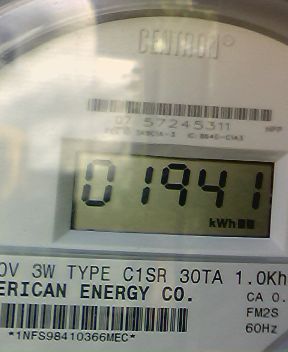 CENTRON®
07 57245311
01941
kWh
0V 3W TYPE C1SR 30TA 1.0Kh
ERICAN ENERGY CO.
CA 0.
FM2S
60Hz
*1NFS98410366MEC*